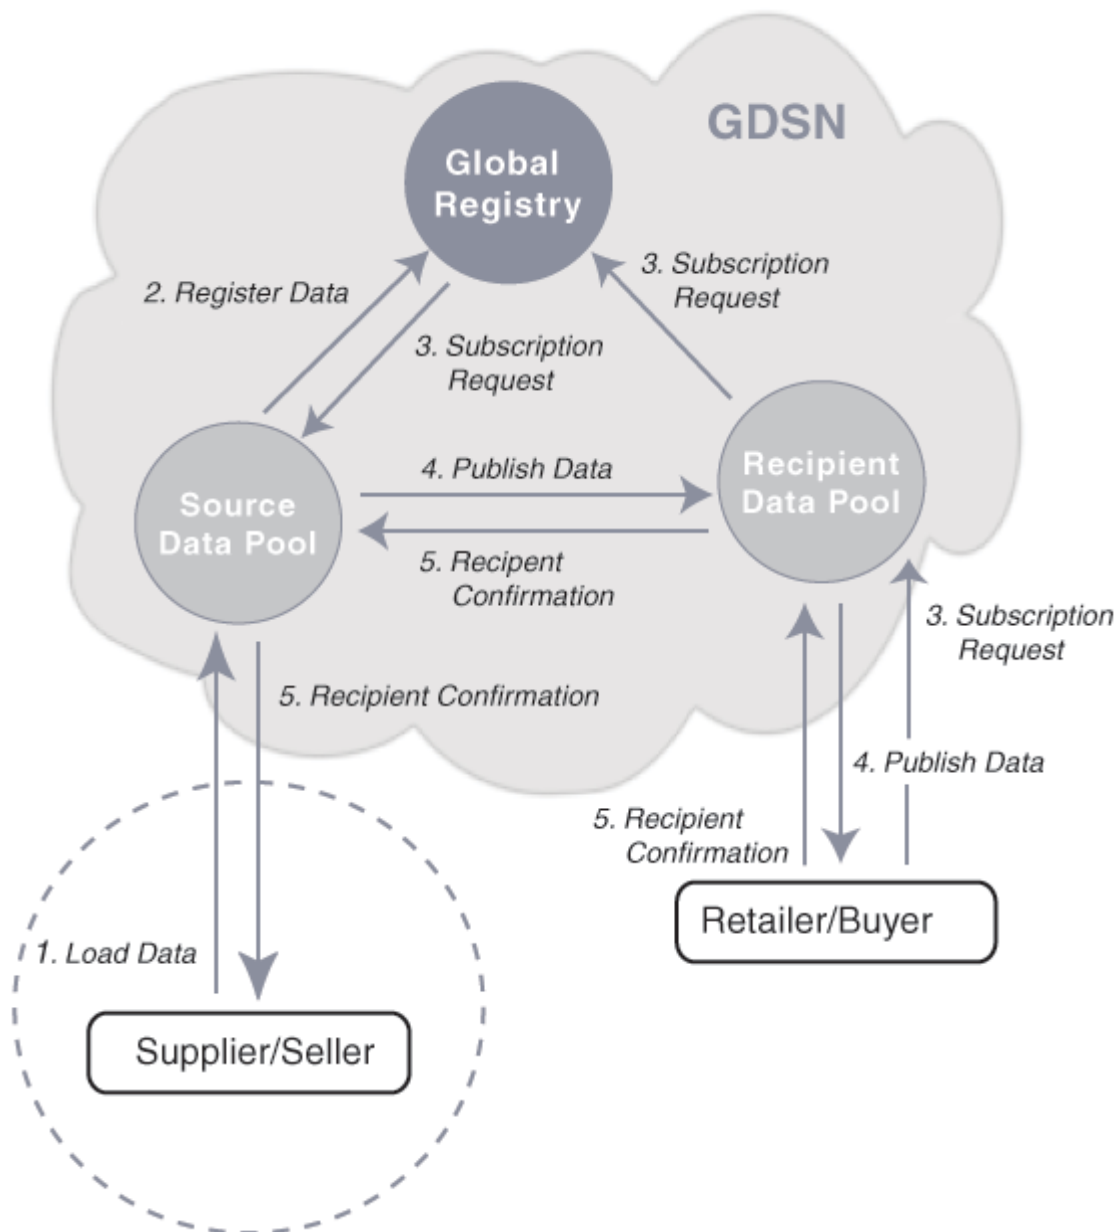 GDSN
Global
Registry
3. Subscription
Request
2. Register Data
3. Subscription
Request
4. Publish Data
Recipient
Data Pool
Source
Data Pool
5. Recipent
Confirmation
3. Subscription
Request
5. Recipient Confirmation
4. Publish Data
5. Recipient
Confirmation
Retailer/Buyer
1. Load Data
Supplier/Seller